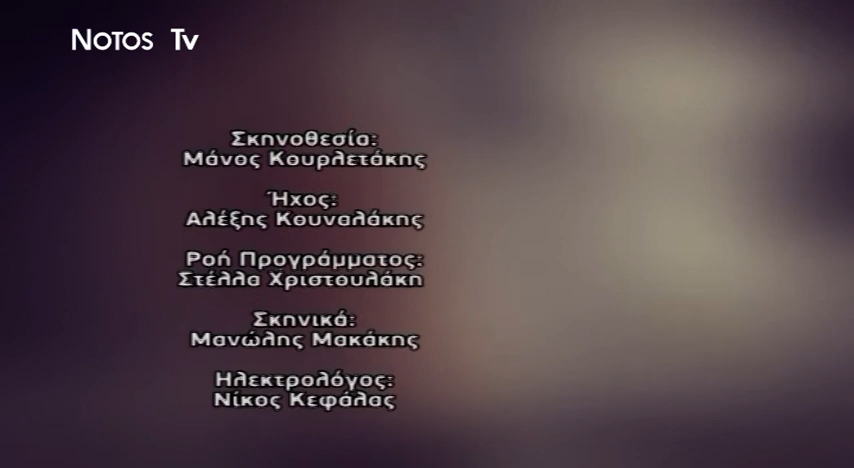 NOTOS TV
Σκηνοθεσία:
Μάνος Κουρλετάκης
Ήχος:
Αλέξης Κουναλάκης
Ροή Προγράμματος:
Στέλλα Χριστουλάκη
Σκηνικά:
Μανώλης Μακάκης
Ηλεκτρολόγος:
Νίκος Κεφάλας